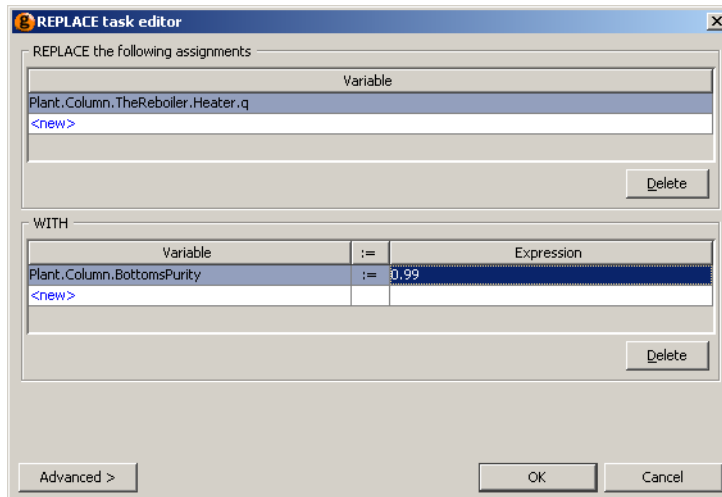 g REPLACE task editor
REPLACE the following assignments
Variable
Plant.Column.TheReboiler.Heater.q
<new>
Delete
WITH
Variable := Expression
Plant.Column.BottomsPurity := 0.99
<new>
Delete
Advanced > OK Cancel